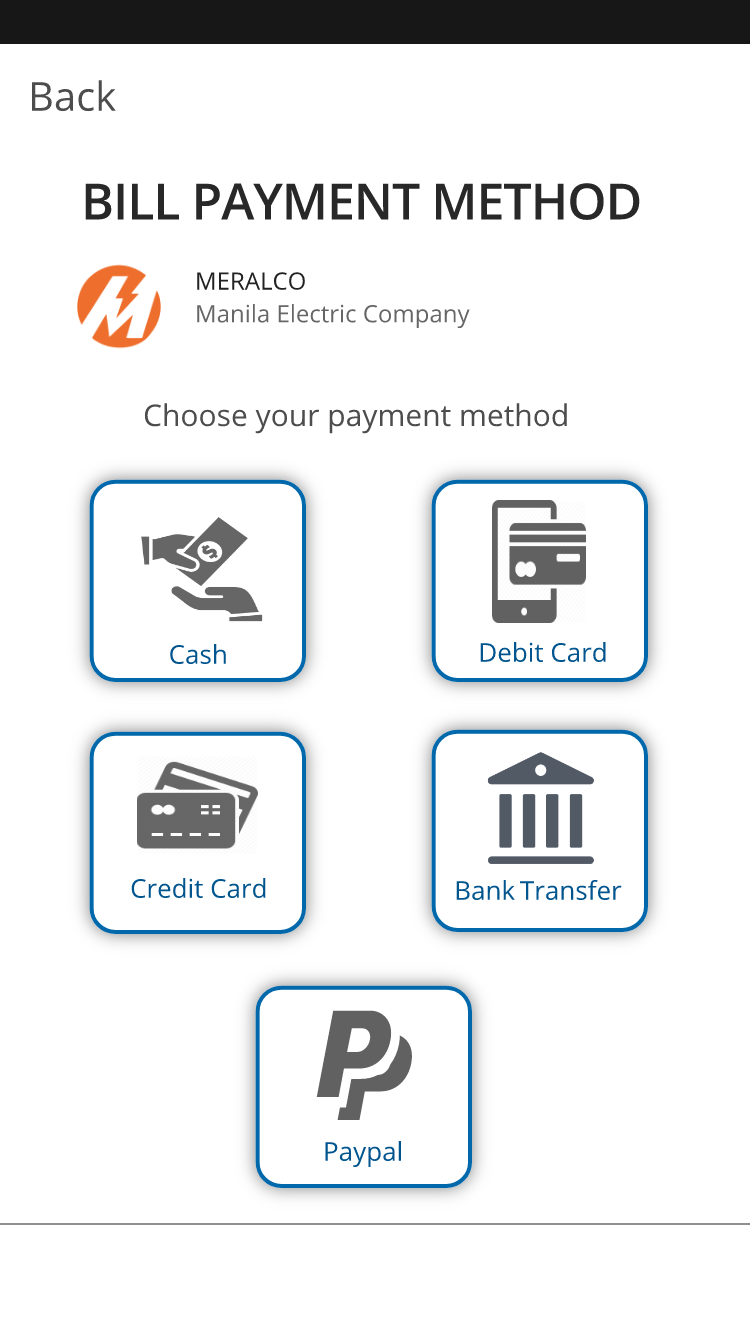 Back
BILL PAYMENT METHOD
MERALCO
Manila Electric Company
Choose your payment method
Cash
Debit Card
Credit Card
Bank Transfer
Paypal